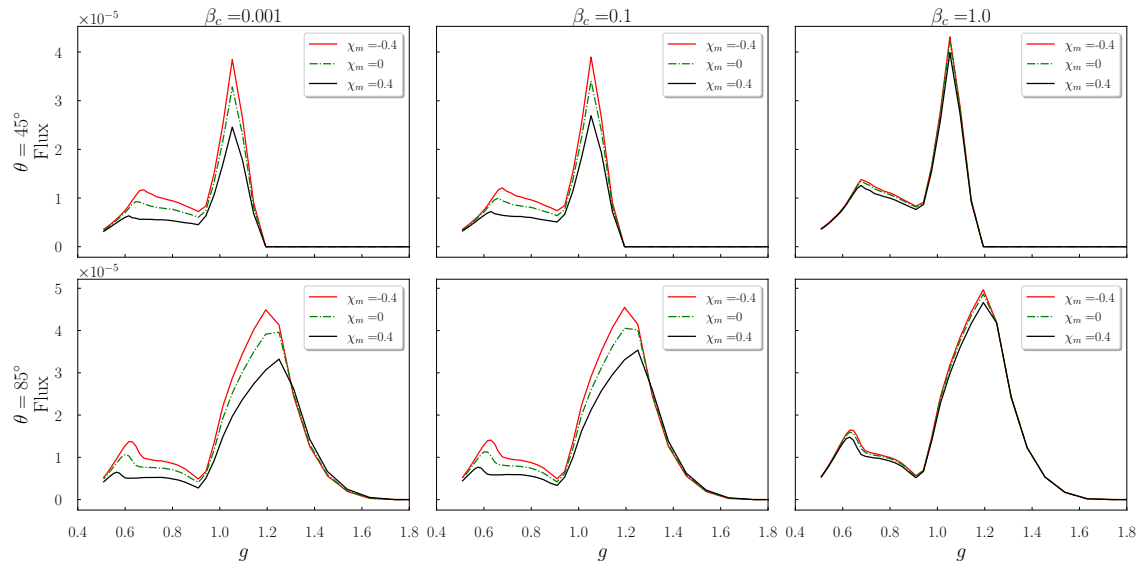 β_c =0.001 β_c =0.1 β_c =1.0
×10⁻⁵
χ_m =-0.4
χ_m =0
χ_m =0.4
χ_m =-0.4
χ_m =0
χ_m =0.4
χ_m =-0.4
χ_m =0
χ_m =0.4
4
3
2
1
0
θ = 45°
Flux
×10⁻⁵
χ_m =-0.4
χ_m =0
χ_m =0.4
χ_m =-0.4
χ_m =0
χ_m =0.4
χ_m =-0.4
χ_m =0
χ_m =0.4
5
4
3
2
1
0
θ = 85°
Flux
0.4 0.6 0.8 1.0 1.2 1.4 1.6 1.8 0.6 0.8 1.0 1.2 1.4 1.6 1.8 0.4 0.6 0.8 1.0 1.2 1.4 1.6 1.8
g g g